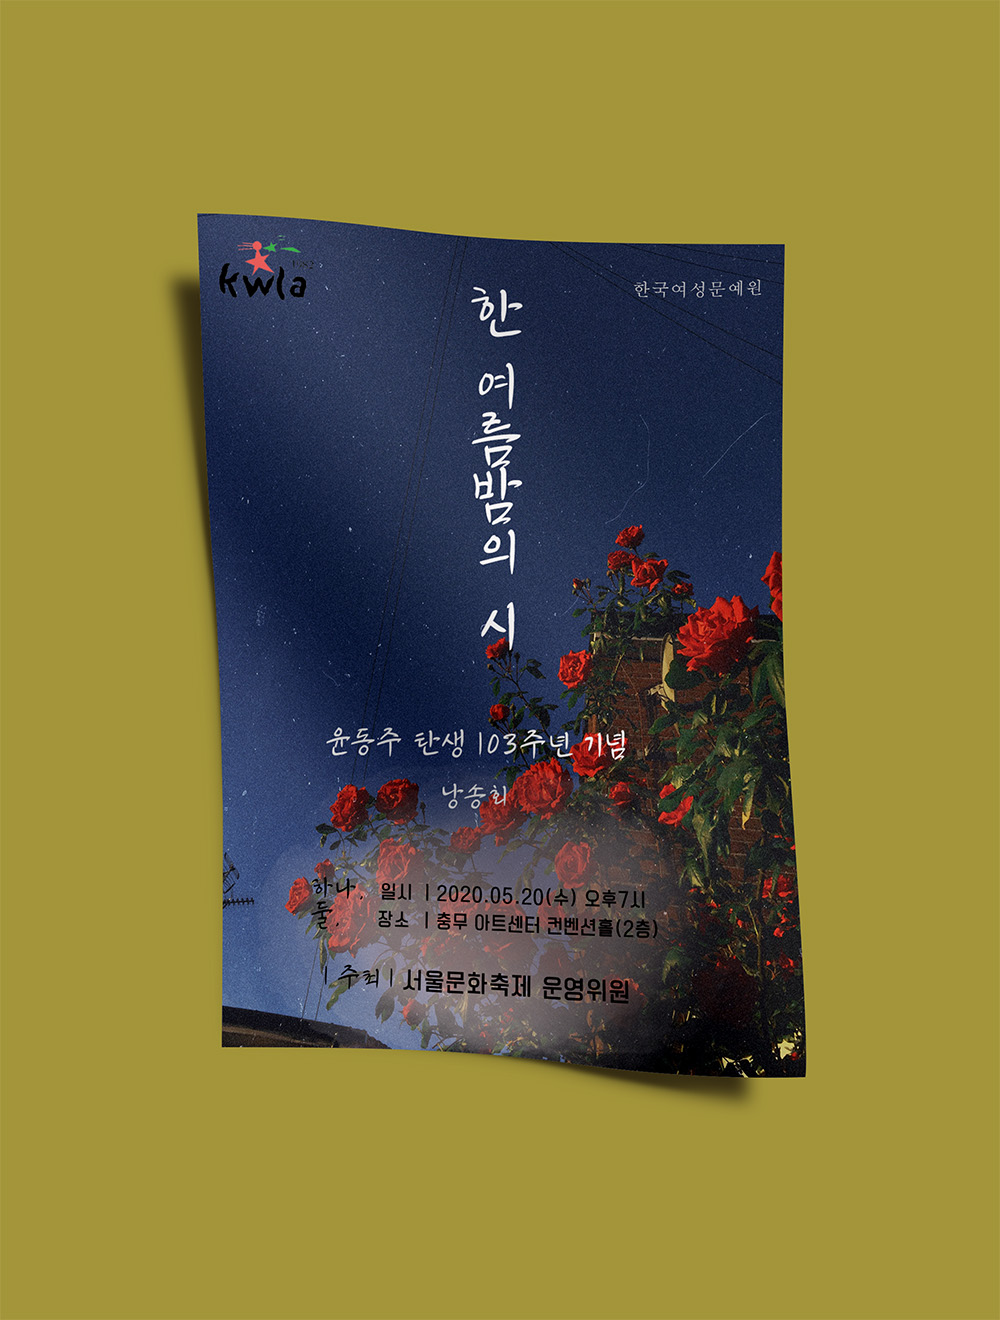 kwla
한국여성문예원
한 여름밤의 시
윤동주 탄생 103주년 기념
낭송회
하나, 일시 | 2020.05.20(수) 오후7시
둘, 장소 | 충무 아트센터 컨벤션홀(2층)
| 주최 | 서울문화축제 운영위원